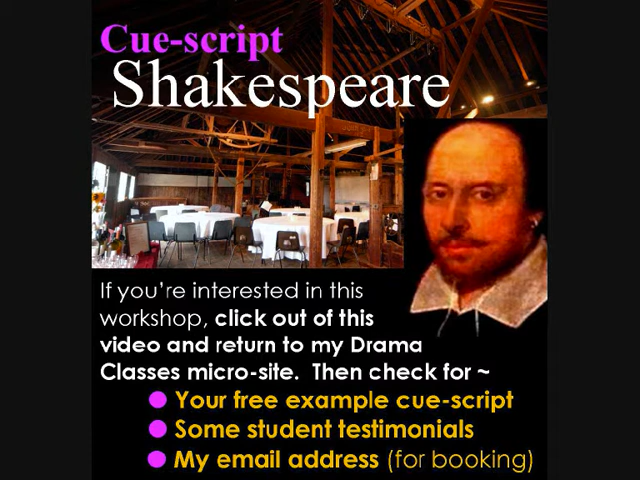 Cue-script
Shakespeare
If you're interested in this
workshop, click out of this
video and return to my Drama
Classes micro-site. Then check for ~
Your free example cue-script
Some student testimonials
My email address (for booking)